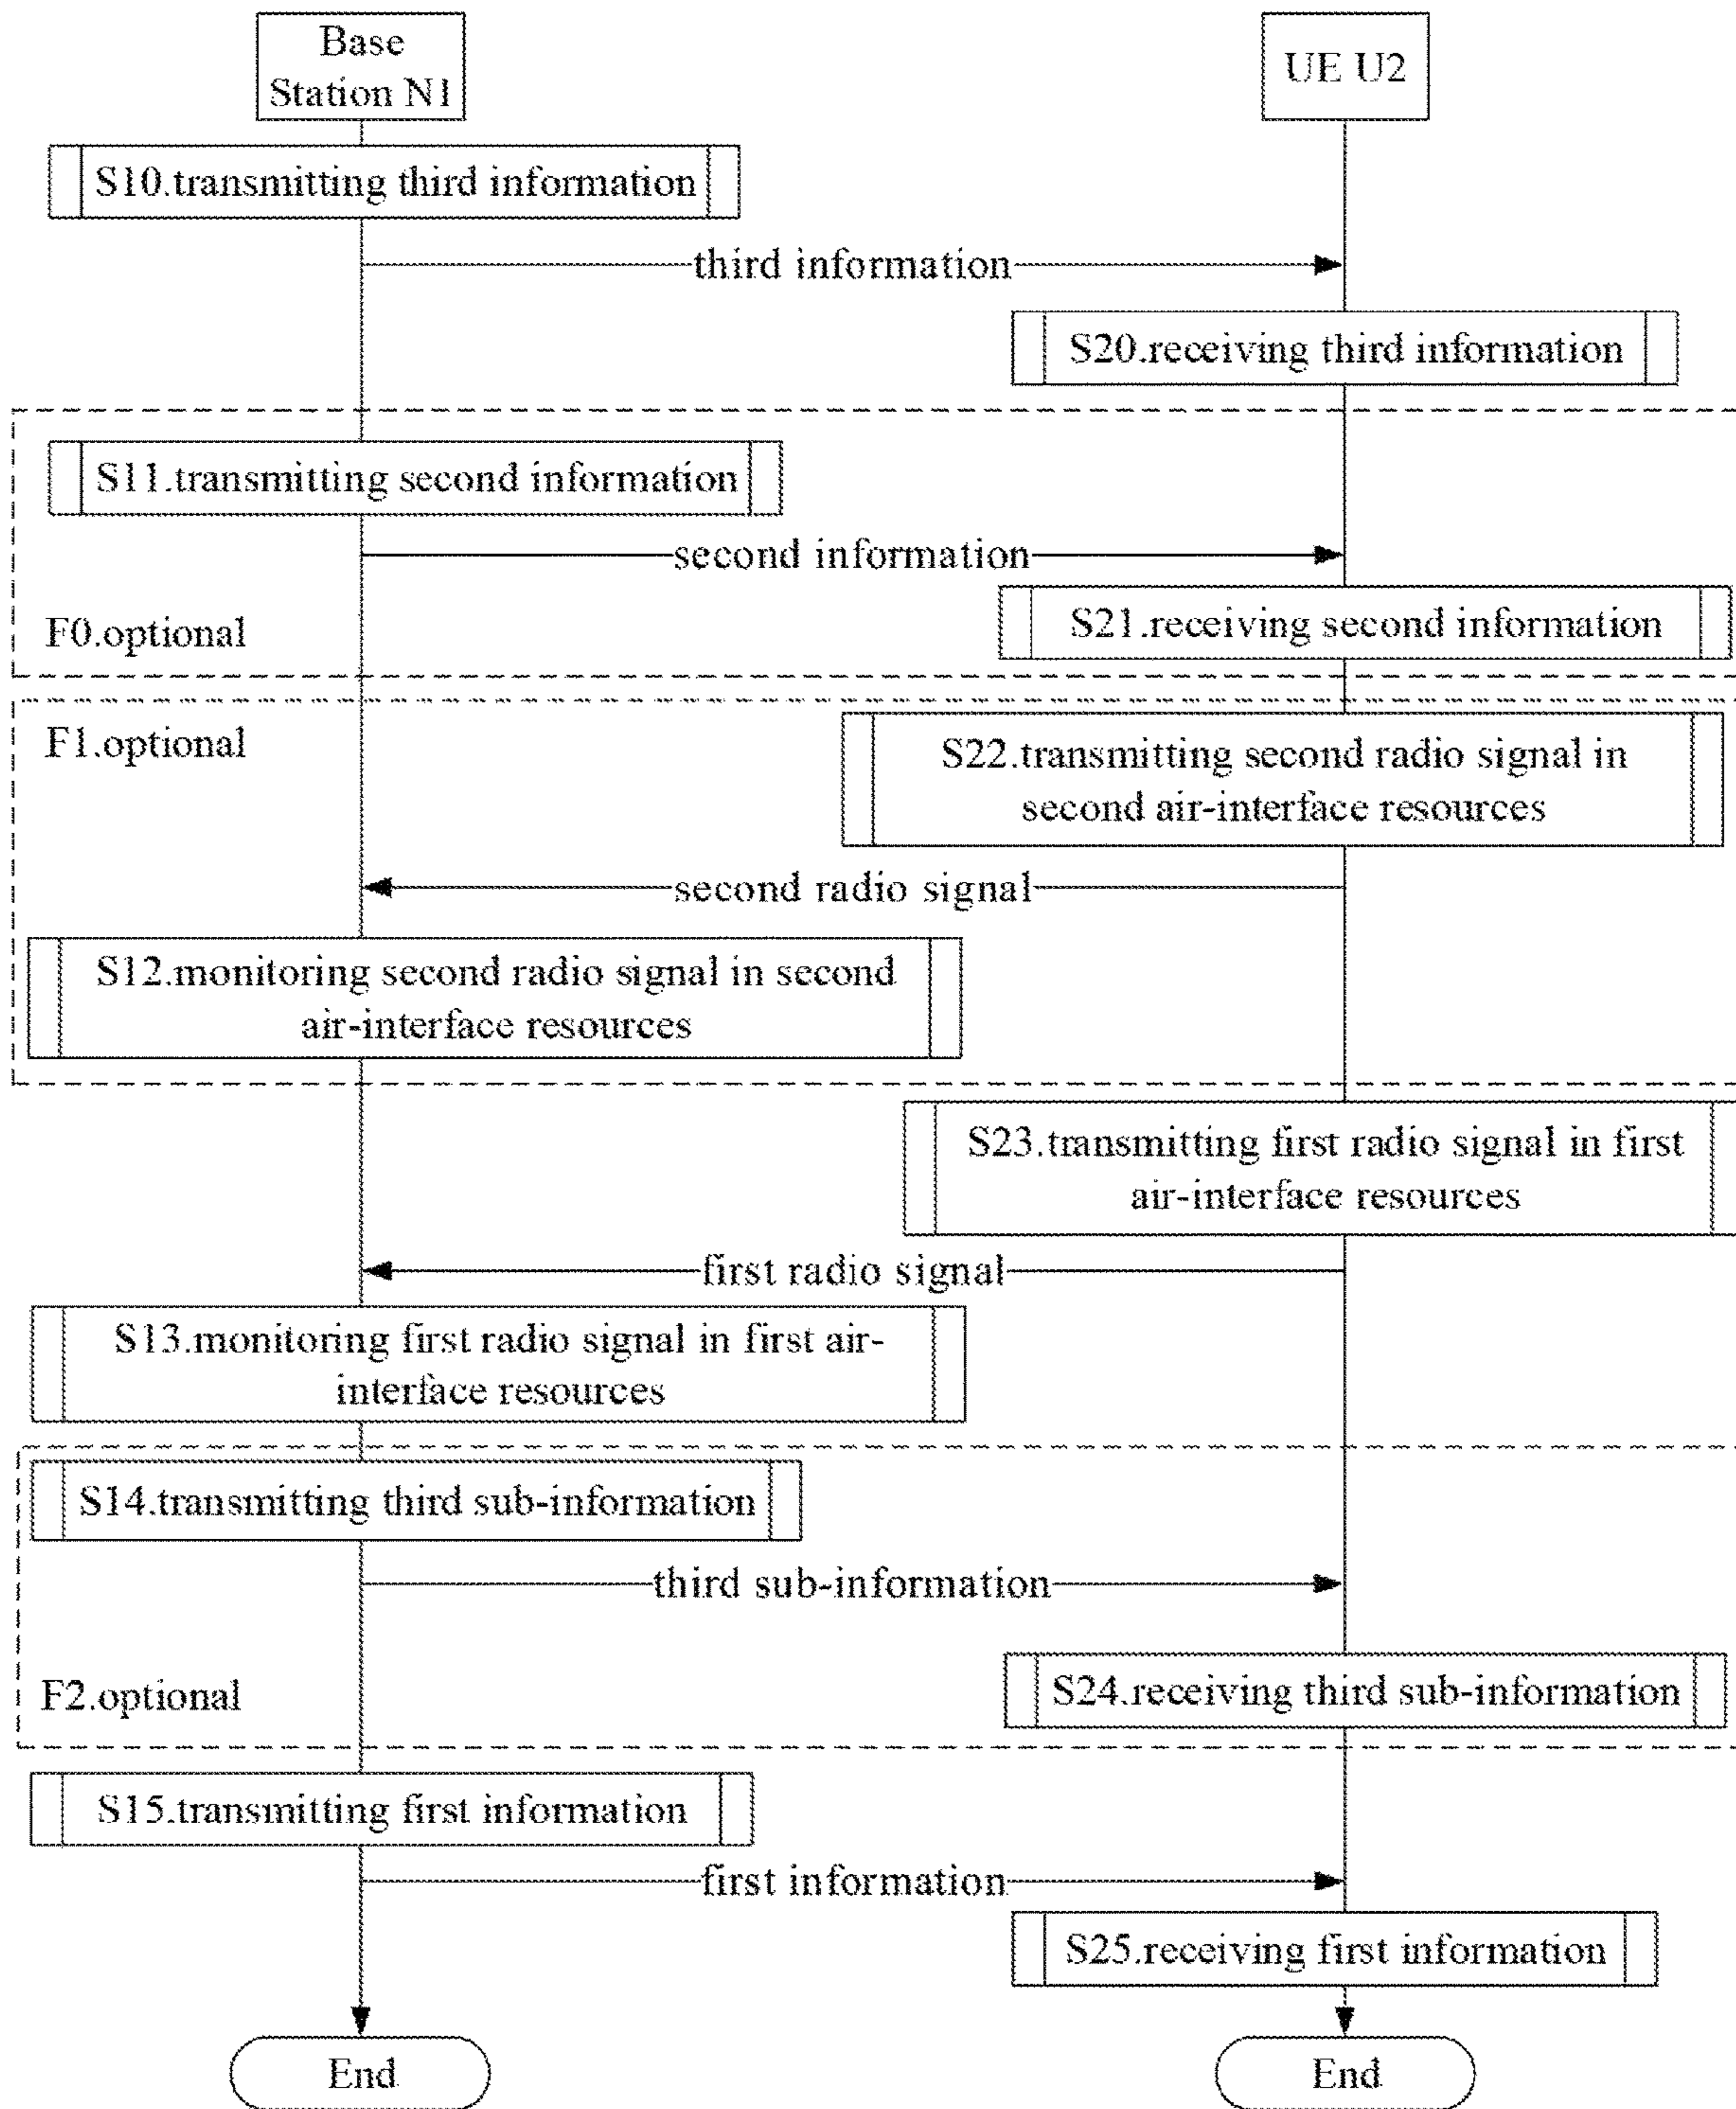 Base
Station N1
UE U2
S10.transmitting third information
third information
S20.receiving third information
S11.transmitting second information
second information
S21.receiving second information
F0.optional
F1.optional
S22.transmitting second radio signal in
second air-interface resources
second radio signal
S12.monitoring second radio signal in second
air-interface resources
S23.transmitting first radio signal in first
air-interface resources
first radio signal
S13.monitoring first radio signal in first air-
interface resources
S14.transmitting third sub-information
third sub-information
S24.receiving third sub-information
F2.optional
S15.transmitting first information
first information
S25.receiving first information
End
End